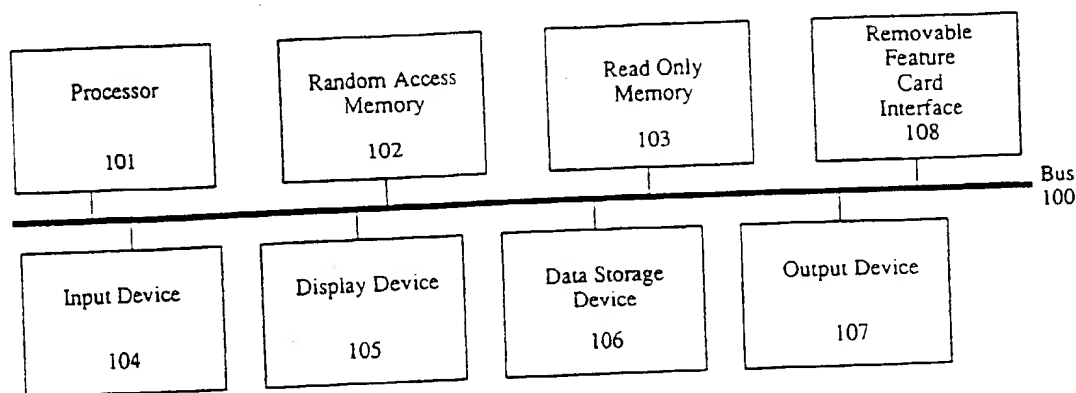 Processor
101
Random Access
Memory
102
Read Only
Memory
103
Removable
Feature
Card
Interface
108
Bus
100
Input Device
104
Display Device
105
Data Storage
Device
106
Output Device
107